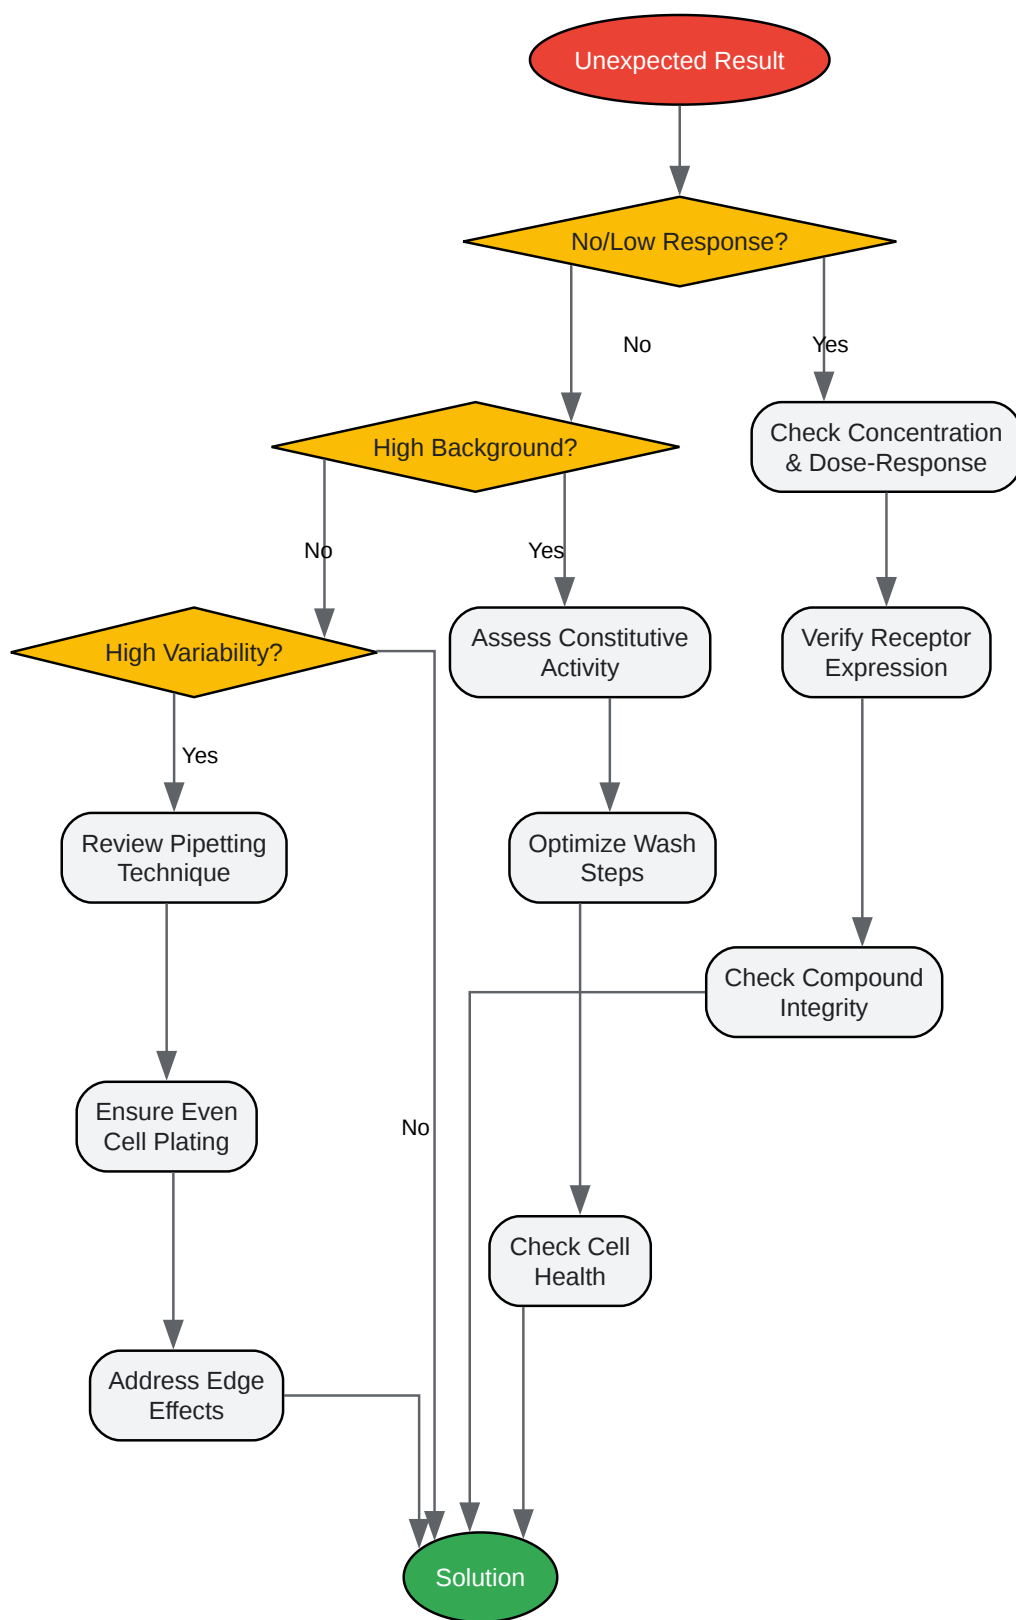 Unexpected Result
No/Low Response?
No
Yes
High Background?
Check Concentration
& Dose-Response
No
Yes
High Variability?
Assess Constitutive
Activity
Verify Receptor
Expression
Yes
Review Pipetting
Technique
Optimize Wash
Steps
Check Compound
Integrity
Ensure Even
Cell Plating
No
Check Cell
Health
Address Edge
Effects
Solution